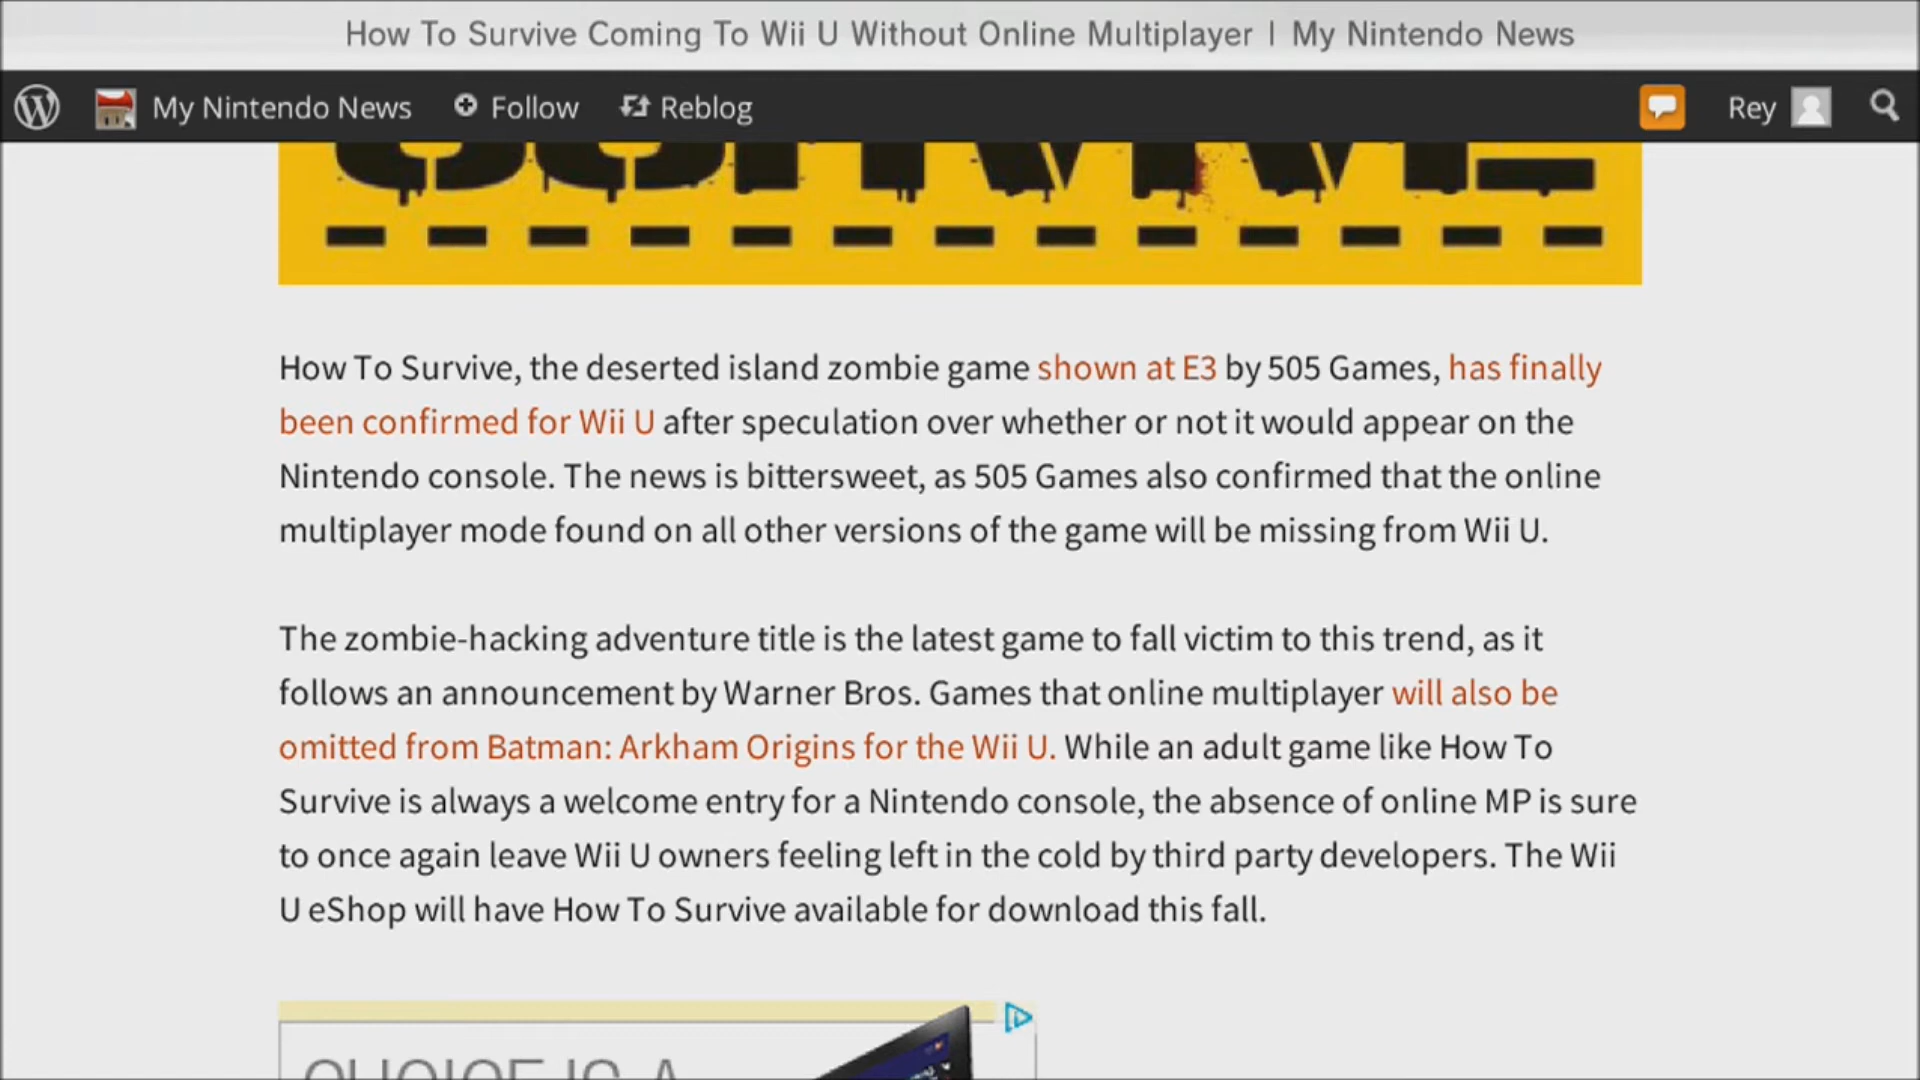 How To Survive Coming To Wii U Without Online Multiplayer | My Nintendo News
My Nintendo News Follow Reblog Rey
SURVIVE
How To Survive, the deserted island zombie game shown at E3 by 505 Games, has finally
been confirmed for Wii U after speculation over whether or not it would appear on the
Nintendo console. The news is bittersweet, as 505 Games also confirmed that the online
multiplayer mode found on all other versions of the game will be missing from Wii U.
The zombie-hacking adventure title is the latest game to fall victim to this trend, as it
follows an announcement by Warner Bros. Games that online multiplayer will also be
omitted from Batman: Arkham Origins for the Wii U. While an adult game like How To
Survive is always a welcome entry for a Nintendo console, the absence of online MP is sure
to once again leave Wii U owners feeling left in the cold by third party developers. The Wii
U eShop will have How To Survive available for download this fall.
CHOICE IS A